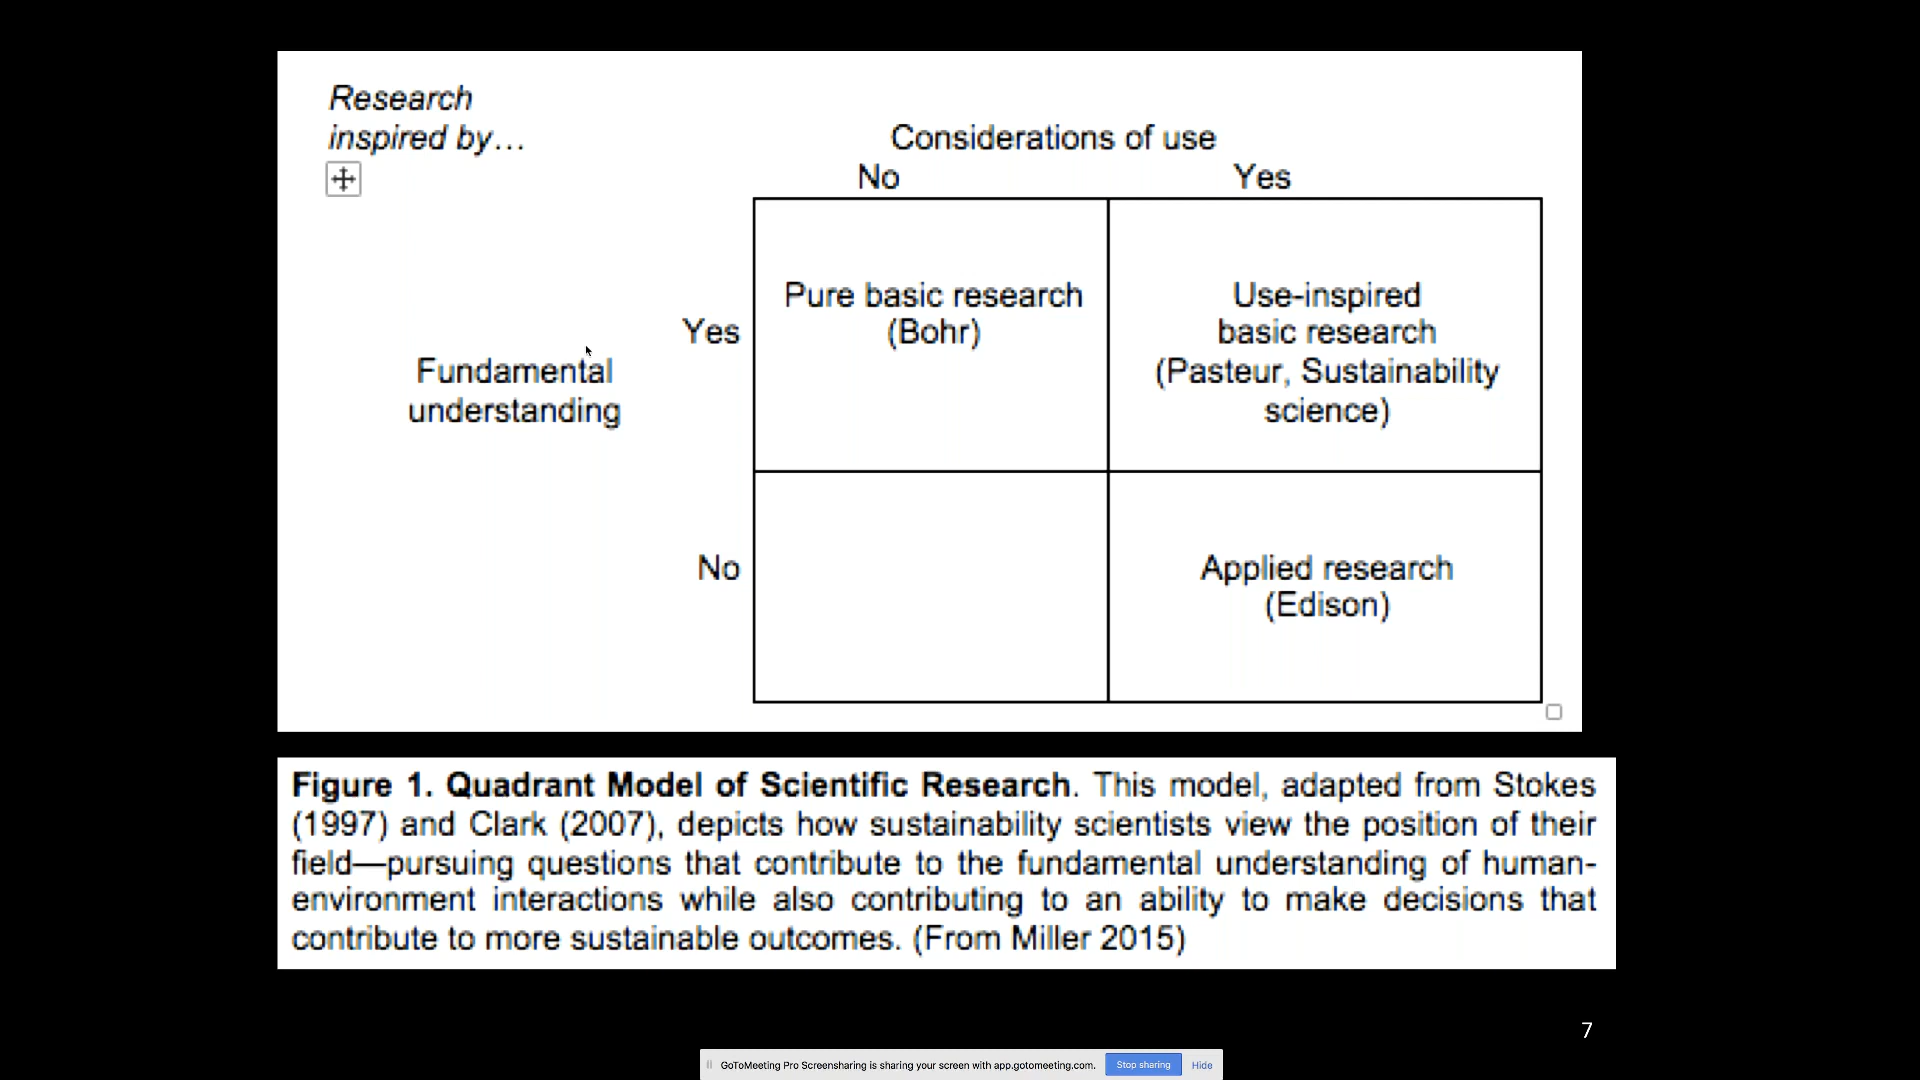 Research
inspired by…
Considerations of use
No
Yes
Pure basic research
(Bohr)
Use-inspired
basic research
(Pasteur, Sustainability
science)
Yes
Fundamental
understanding
No
Applied research
(Edison)
Figure 1. Quadrant Model of Scientific Research. This model, adapted from Stokes
(1997) and Clark (2007), depicts how sustainability scientists view the position of their
field—pursuing questions that contribute to the fundamental understanding of human-
environment interactions while also contributing to an ability to make decisions that
contribute to more sustainable outcomes. (From Miller 2015)
7
GoToMeeting Pro Screensharing is sharing your screen with app.gotomeeting.com.
Stop sharing
Hide